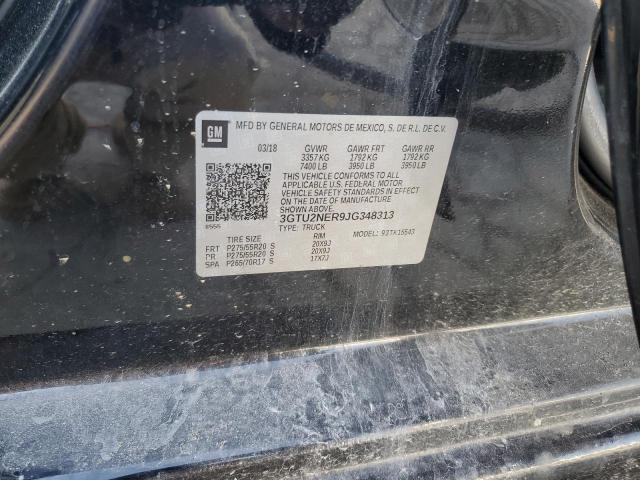 GM
MFD BY GENERAL MOTORS DE MEXICO, S. DE R.L. DE C.V.
03/18 GVWR GAWR FRT GAWR RR
3357 KG 1792 KG 1792 KG
7400 LB 3950 LB 3950 LB
THIS VEHICLE CONFORMS TO ALL APPLICABLE
U.S. FEDERAL MOTOR
VEHICLE SAFETY STANDARDS IN EFFECT
ON THE DATE OF MANUFACTURE
SHOWN ABOVE.
3GTU2NER9JG348313
TYPE: TRUCK MODEL: 93TK15543
TIRE SIZE RIM
FRT P275/55R20 S 20X9J
RR P275/55R20 S 20X9J
SPA P265/70R17 S 17X7J